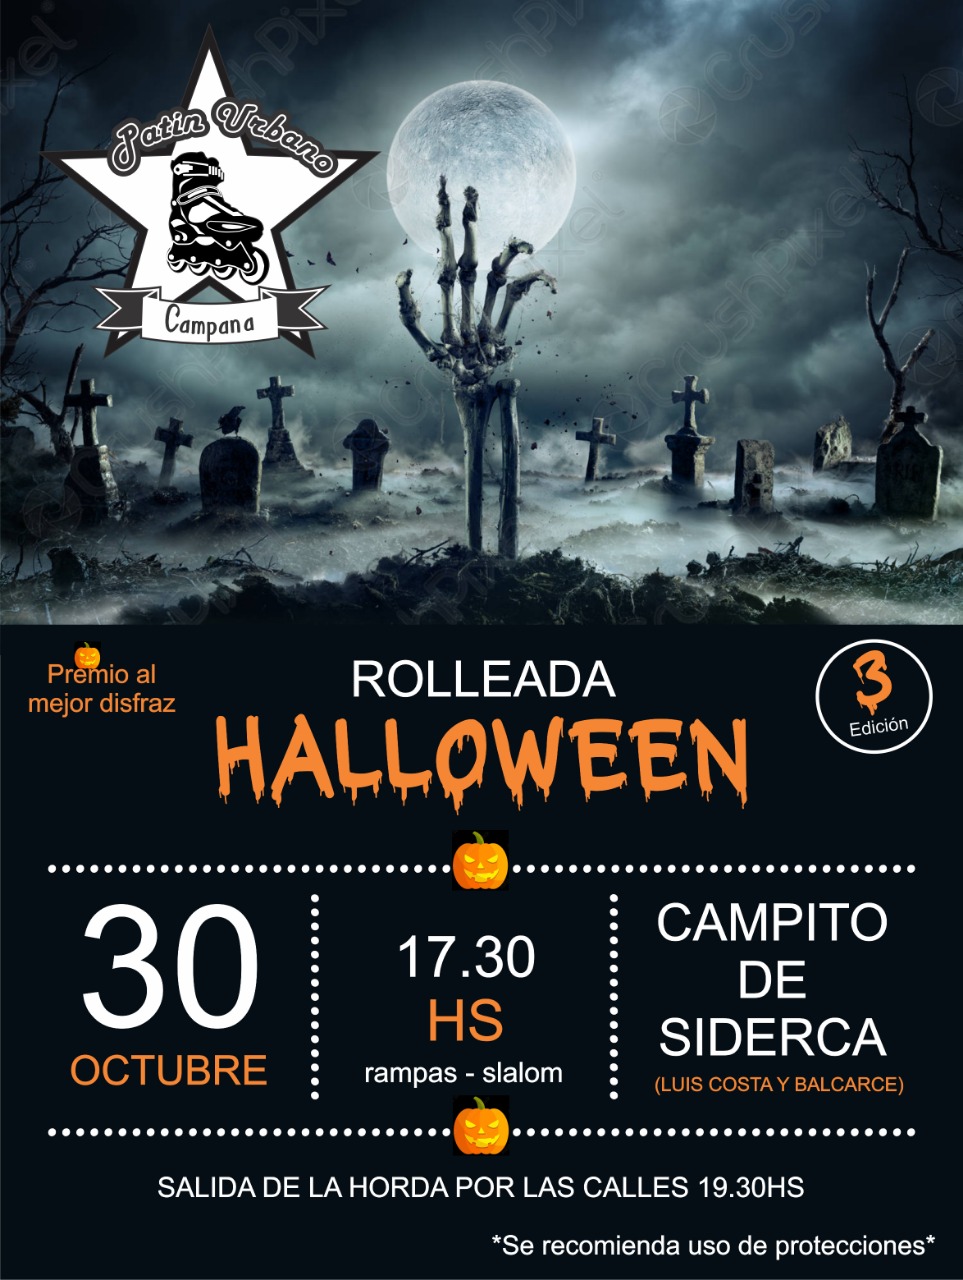 Patin Urbano
Campana
Premio al
mejor disfraz
ROLLEADA
HALLOWEEN
3
Edición
30
OCTUBRE
17.30
HS
rampas - slalom
CAMPITO
DE
SIDERCA
(LUIS COSTA Y BALCARCE)
SALIDA DE LA HORDA POR LAS CALLES 19.30HS
*Se recomienda uso de protecciones*
CrushPixel